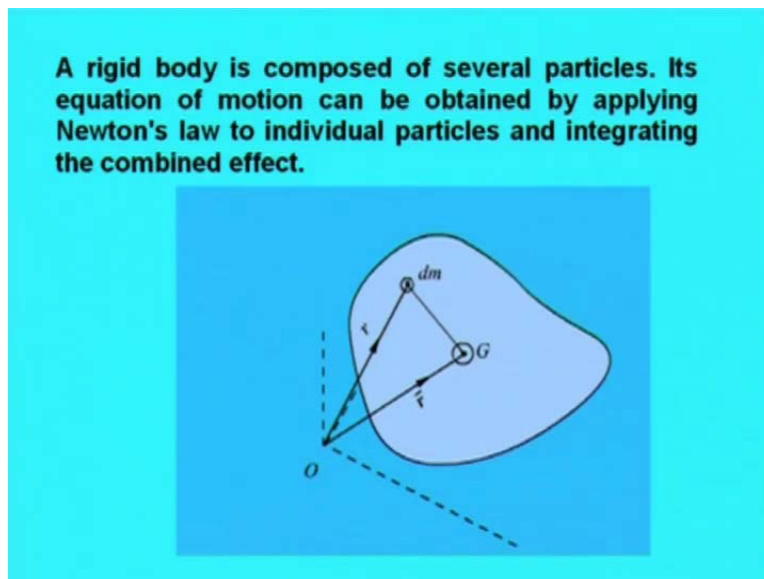 A rigid body is composed of several particles. Its
equation of motion can be obtained by applying
Newton's law to individual particles and integrating
the combined effect.
dm
r
G
r̄
O